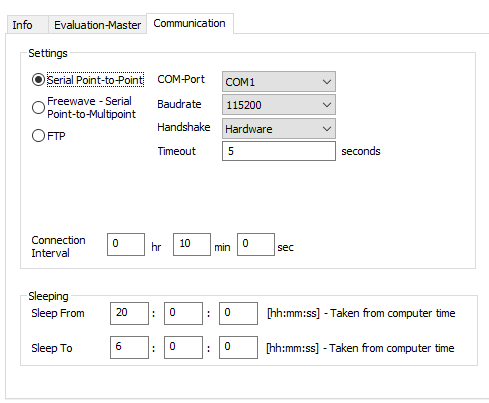 Info Evaluation-Master Communication
Settings
Serial Point-to-Point COM-Port COM1
Freewave - Serial Baudrate 115200
Point-to-Multipoint Handshake Hardware
FTP
Timeout 5 seconds
Connection
Interval 0 hr 10 min 0 sec
Sleeping
Sleep From 20 : 0 : 0 [hh:mm:ss] - Taken from computer time
Sleep To 6 : 0 : 0 [hh:mm:ss] - Taken from computer time